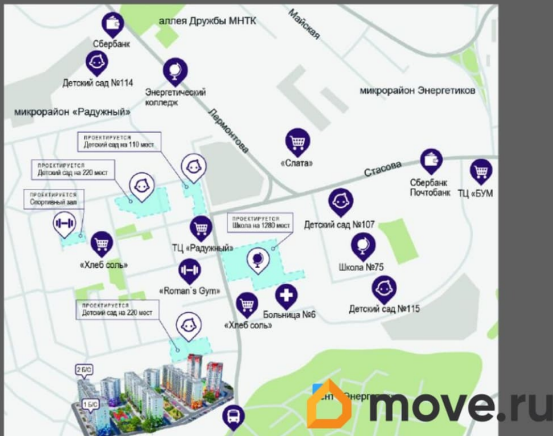 аллея Дружбы МНТК
Майская
Сбербанк
Детский сад №114
Энергетический
колледж
микрорайон Энергетиков
микрорайон «Радужный»
Лермонтова
ПРОЕКТИРУЕТСЯ
Детский сад на 110 мест
«Слата»
Стасова
ПРОЕКТИРУЕТСЯ
Детский сад на 220 мест
Сбербанк
Почтобанк
ТЦ «БУМ
ПРОЕКТИРУЕТСЯ
Спортивный зал
ПРОЕКТИРУЕТСЯ
Школа на 1280 мест
Детский сад №107
ТЦ «Радужный»
«Хлеб соль»
Школа №75
«Roman`s Gym»
ПРОЕКТИРУЕТСЯ
Детский сад на 220 мест
«Хлеб соль»
Больница №6
Детский сад №115
2 Б/С
1 Б/С
move.ru